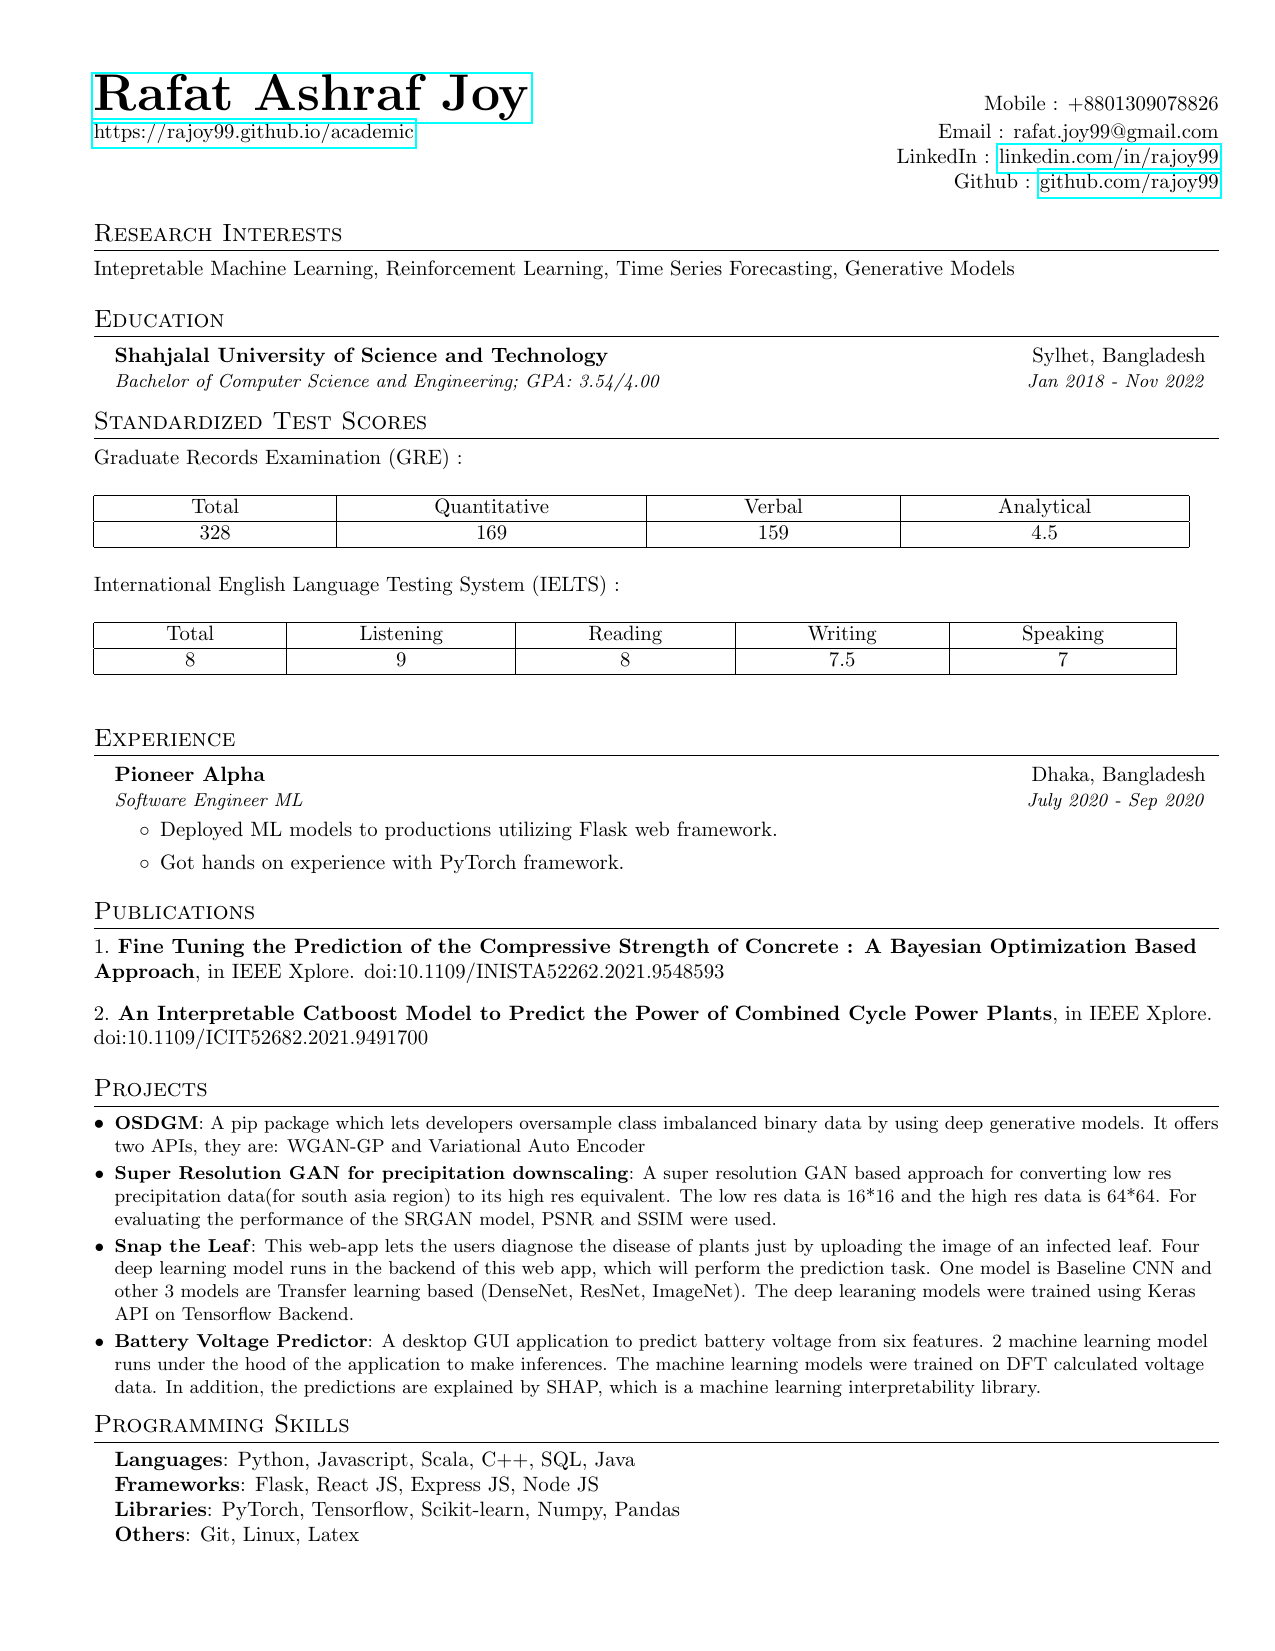 Rafat Ashraf Joy
https://rajoy99.github.io/academic
Mobile : +8801309078826
Email : rafat.joy99@gmail.com
LinkedIn : linkedin.com/in/rajoy99
Github : github.com/rajoy99
Research Interests
Intepretable Machine Learning, Reinforcement Learning, Time Series Forecasting, Generative Models
Education
Shahjalal University of Science and Technology Sylhet, Bangladesh
Bachelor of Computer Science and Engineering; GPA: 3.54/4.00 Jan 2018 - Nov 2022
Standardized Test Scores
Graduate Records Examination (GRE) :
Total Quantitative Verbal Analytical
328 169 159 4.5
International English Language Testing System (IELTS) :
Total Listening Reading Writing Speaking
8 9 8 7.5 7
Experience
Pioneer Alpha Dhaka, Bangladesh
Software Engineer ML July 2020 - Sep 2020
◦ Deployed ML models to productions utilizing Flask web framework.
◦ Got hands on experience with PyTorch framework.
Publications
1. Fine Tuning the Prediction of the Compressive Strength of Concrete : A Bayesian Optimization Based
Approach, in IEEE Xplore. doi:10.1109/INISTA52262.2021.9548593
2. An Interpretable Catboost Model to Predict the Power of Combined Cycle Power Plants, in IEEE Xplore.
doi:10.1109/ICIT52682.2021.9491700
Projects
• OSDGM: A pip package which lets developers oversample class imbalanced binary data by using deep generative models. It offers
two APIs, they are: WGAN-GP and Variational Auto Encoder
• Super Resolution GAN for precipitation downscaling: A super resolution GAN based approach for converting low res
precipitation data(for south asia region) to its high res equivalent. The low res data is 16*16 and the high res data is 64*64. For
evaluating the performance of the SRGAN model, PSNR and SSIM were used.
• Snap the Leaf: This web-app lets the users diagnose the disease of plants just by uploading the image of an infected leaf. Four
deep learning model runs in the backend of this web app, which will perform the prediction task. One model is Baseline CNN and
other 3 models are Transfer learning based (DenseNet, ResNet, ImageNet). The deep learaning models were trained using Keras
API on Tensorflow Backend.
• Battery Voltage Predictor: A desktop GUI application to predict battery voltage from six features. 2 machine learning model
runs under the hood of the application to make inferences. The machine learning models were trained on DFT calculated voltage
data. In addition, the predictions are explained by SHAP, which is a machine learning interpretability library.
Programming Skills
Languages: Python, Javascript, Scala, C++, SQL, Java
Frameworks: Flask, React JS, Express JS, Node JS
Libraries: PyTorch, Tensorflow, Scikit-learn, Numpy, Pandas
Others: Git, Linux, Latex